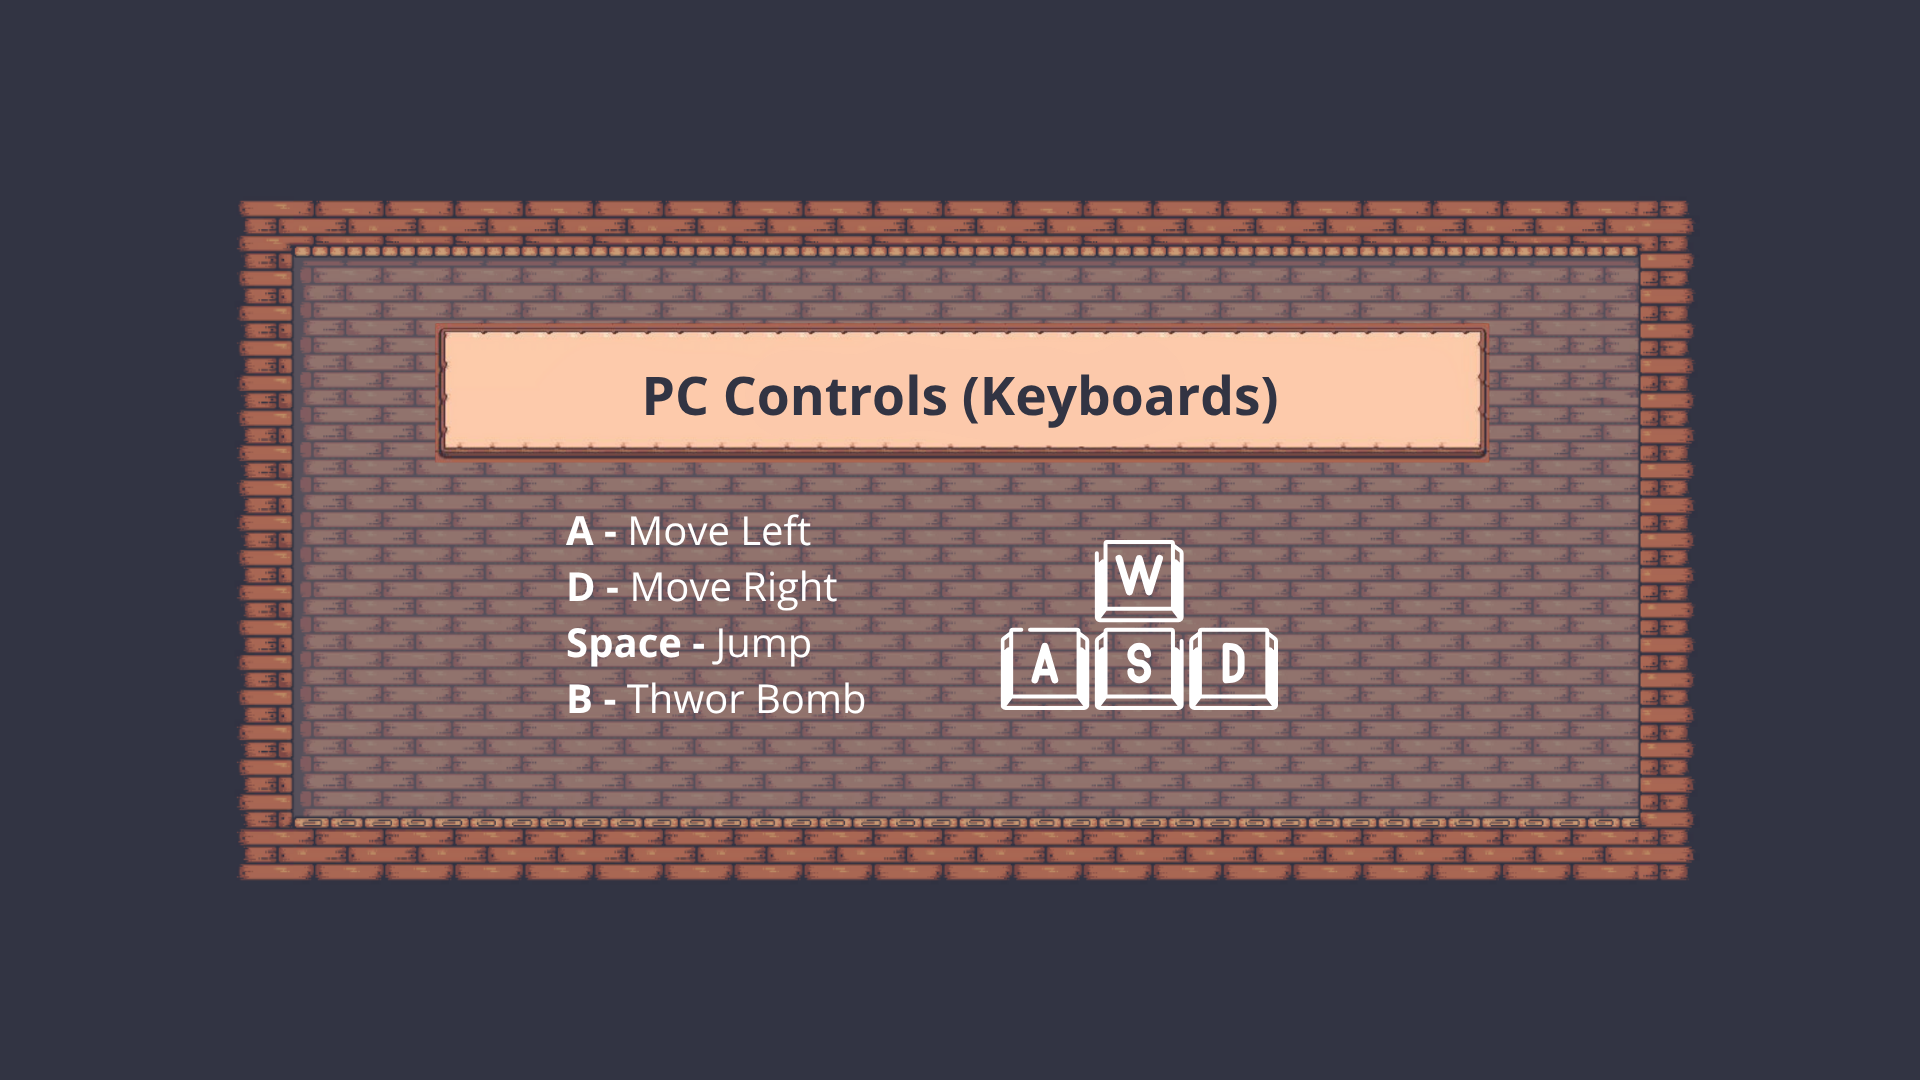 PC Controls (Keyboards)
A - Move Left
D - Move Right
Space - Jump
B - Thwor Bomb
W
A S D